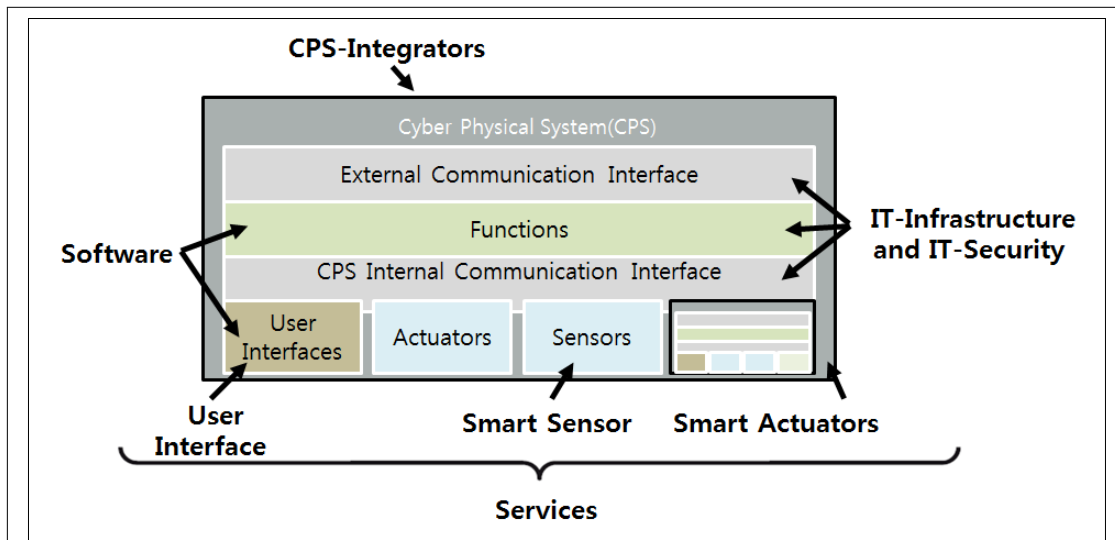 CPS-Integrators
Cyber Physical System(CPS)
External Communication Interface
Functions
CPS Internal Communication Interface
Software
IT-Infrastructure
and IT-Security
User
Interfaces
Actuators
Sensors
User
Interface
Smart Sensor
Smart Actuators
Services